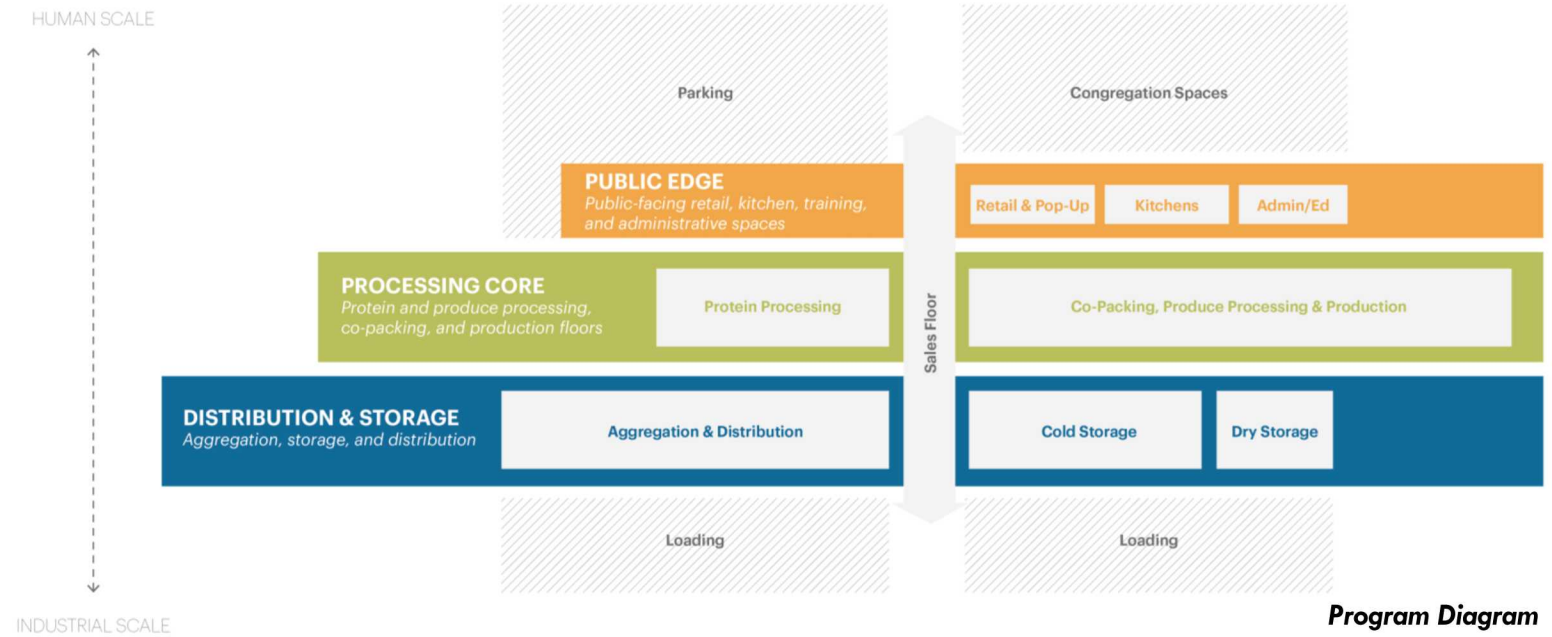 HUMAN SCALE
Parking
Congregation Spaces
PUBLIC EDGE
Public-facing retail, kitchen, training,
and administrative spaces
Retail & Pop-Up
Kitchens
Admin/Ed
PROCESSING CORE
Protein and produce processing,
co-packing, and production floors
Protein Processing
Sales Floor
Co-Packing, Produce Processing & Production
DISTRIBUTION & STORAGE
Aggregation, storage, and distribution
Aggregation & Distribution
Cold Storage
Dry Storage
Loading
Loading
INDUSTRIAL SCALE
Program Diagram